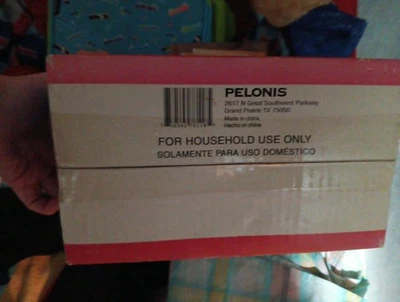 PELONIS
2617 N Great Southwest Parkway
Grand Prairie TX 75050
Made in china
Hecho en china
FOR HOUSEHOLD USE ONLY
SOLAMENTE PARA USO DOMÉSTICO